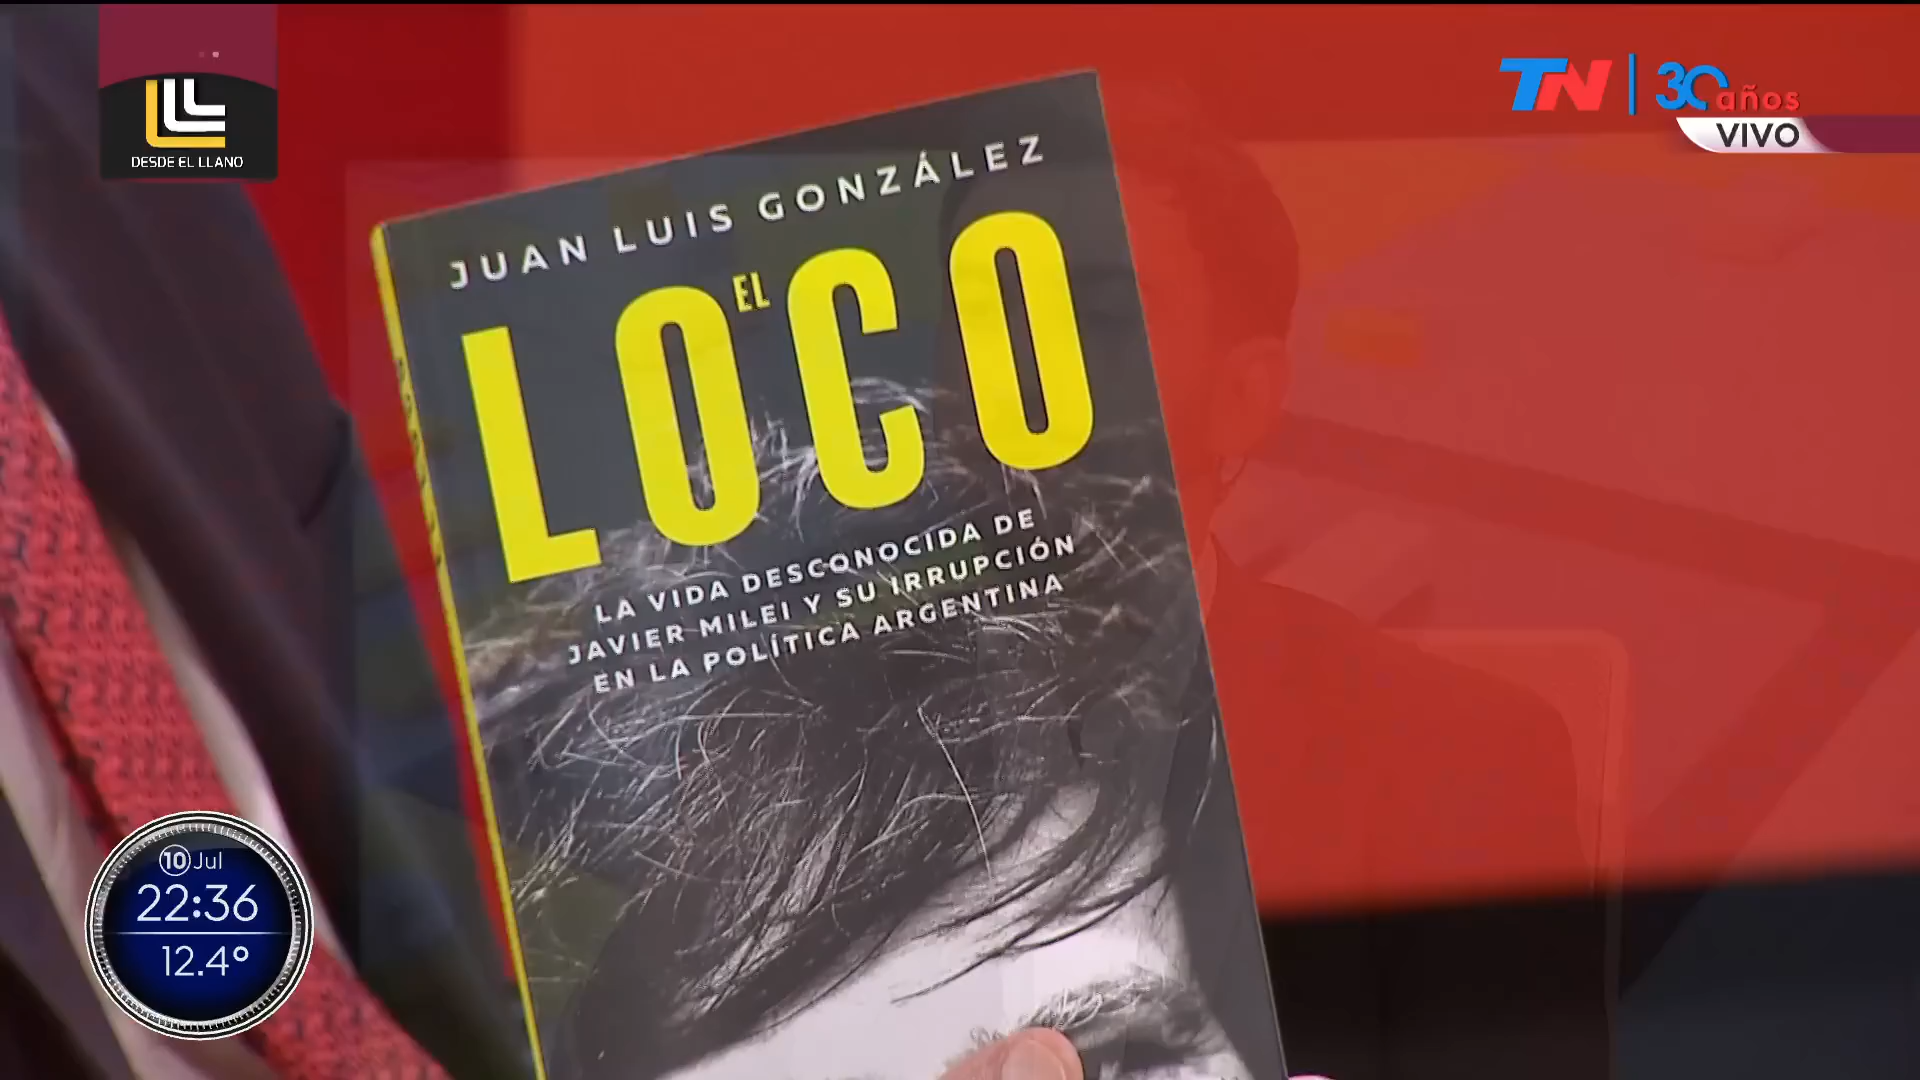 DESDE EL LLANO
TN 30 años
VIVO
JUAN LUIS GONZÁLEZ
EL
LOCO
LA VIDA DESCONOCIDA DE
JAVIER MILEI Y SU IRRUPCIÓN
EN LA POLÍTICA ARGENTINA
10 Jul
22:36
12.4°